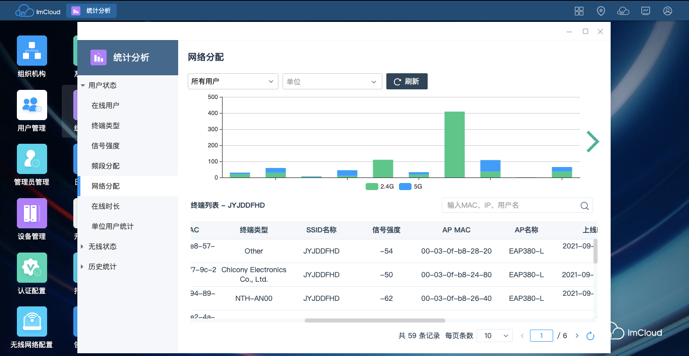 ImCloud 统计分析
组织机构
用户管理
管理员管理
设备管理
认证配置
无线网络配置
统计分析
用户状态
在线用户
终端类型
信号强度
频段分配
网络分配
在线时长
单位用户统计
无线状态
历史统计
网络分配
所有用户 单位 刷新
500
400
300
200
100
0
2.4G 5G
终端列表 - JYJDDFHD 输入MAC、IP、用户名
AC 终端类型 SSID名称 信号强度 AP MAC AP名称 上线
e8-57- Other JYJDDFHD -54 00-03-0f-b8-28-20 EAP380-L 2021-09-
77-9c-2 Chicony Electronics Co., Ltd. JYJDDFHD -50 00-03-0f-b8-24-80 EAP380-L 2021-09-
94-89- NTH-AN00 JYJDDFHD -62 00-03-0f-b8-26-40 EAP380-L 2021-09-
共 59 条记录 每页条数 10 1 / 6
ImCloud